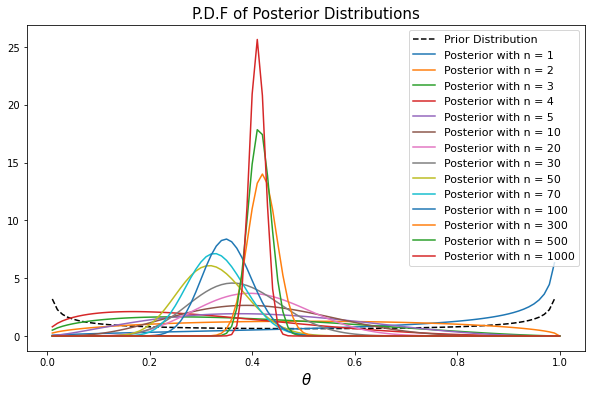 P.D.F of Posterior Distributions
25
20
15
10
5
0
0.0
0.2
0.4
0.6
0.8
1.0
θ
Prior Distribution
Posterior with n = 1
Posterior with n = 2
Posterior with n = 3
Posterior with n = 4
Posterior with n = 5
Posterior with n = 10
Posterior with n = 20
Posterior with n = 30
Posterior with n = 50
Posterior with n = 70
Posterior with n = 100
Posterior with n = 300
Posterior with n = 500
Posterior with n = 1000